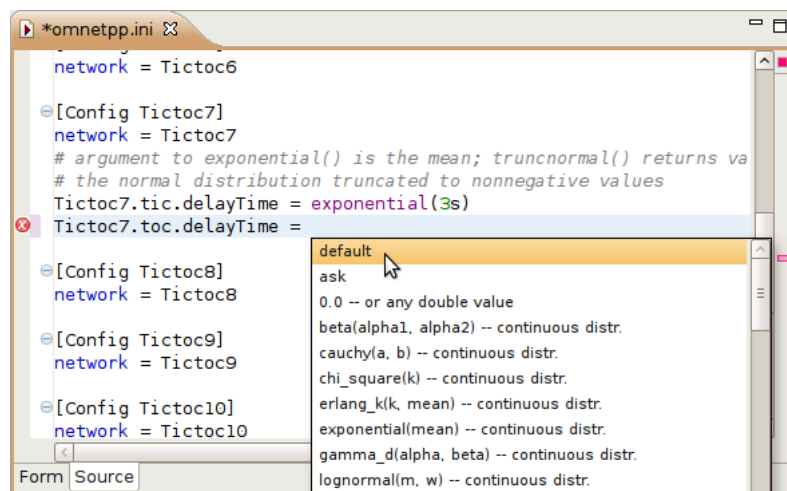 *omnetpp.ini
network = Tictoc6
[Config Tictoc7]
network = Tictoc7
# argument to exponential() is the mean; truncnormal() returns va
# the normal distribution truncated to nonnegative values
Tictoc7.tic.delayTime = exponential(3s)
Tictoc7.toc.delayTime =
default
ask
0.0 -- or any double value
beta(alpha1, alpha2) -- continuous distr.
cauchy(a, b) -- continuous distr.
chi_square(k) -- continuous distr.
erlang_k(k, mean) -- continuous distr.
exponential(mean) -- continuous distr.
gamma_d(alpha, beta) -- continuous distr.
lognormal(m, w) -- continuous distr.
[Config Tictoc8]
network = Tictoc8
[Config Tictoc9]
network = Tictoc9
[Config Tictoc10]
network = Tictoc10
Form Source